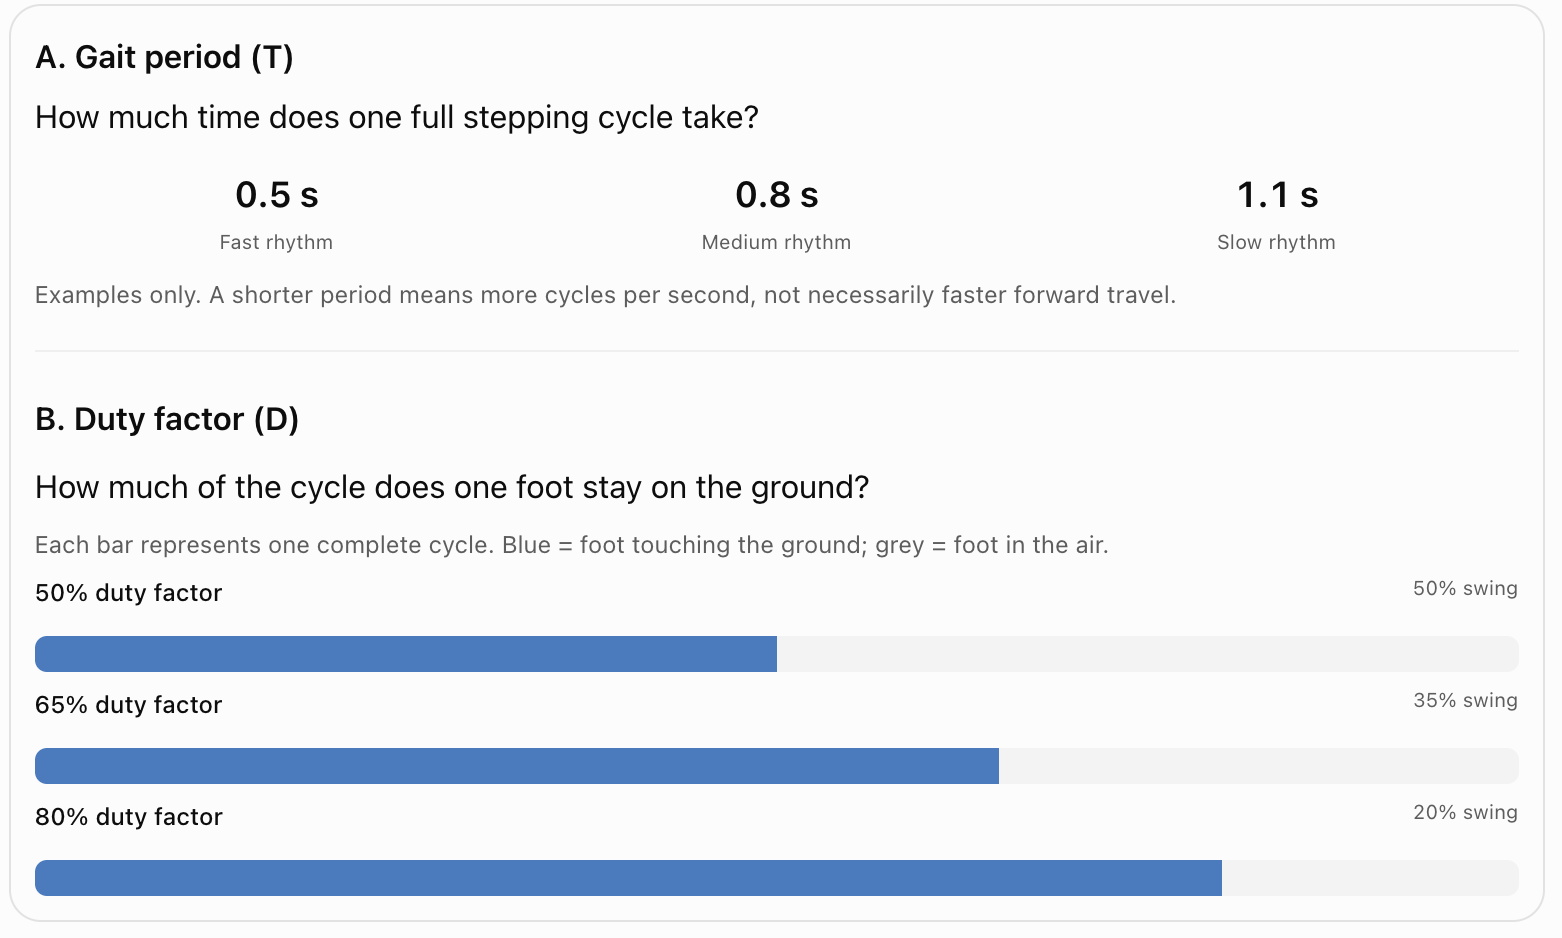 A. Gait period (T)
How much time does one full stepping cycle take?
0.5 s
Fast rhythm
0.8 s
Medium rhythm
1.1 s
Slow rhythm
Examples only. A shorter period means more cycles per second, not necessarily faster forward travel.
B. Duty factor (D)
How much of the cycle does one foot stay on the ground?
Each bar represents one complete cycle. Blue = foot touching the ground; grey = foot in the air.
50% duty factor
50% swing
65% duty factor
35% swing
80% duty factor
20% swing